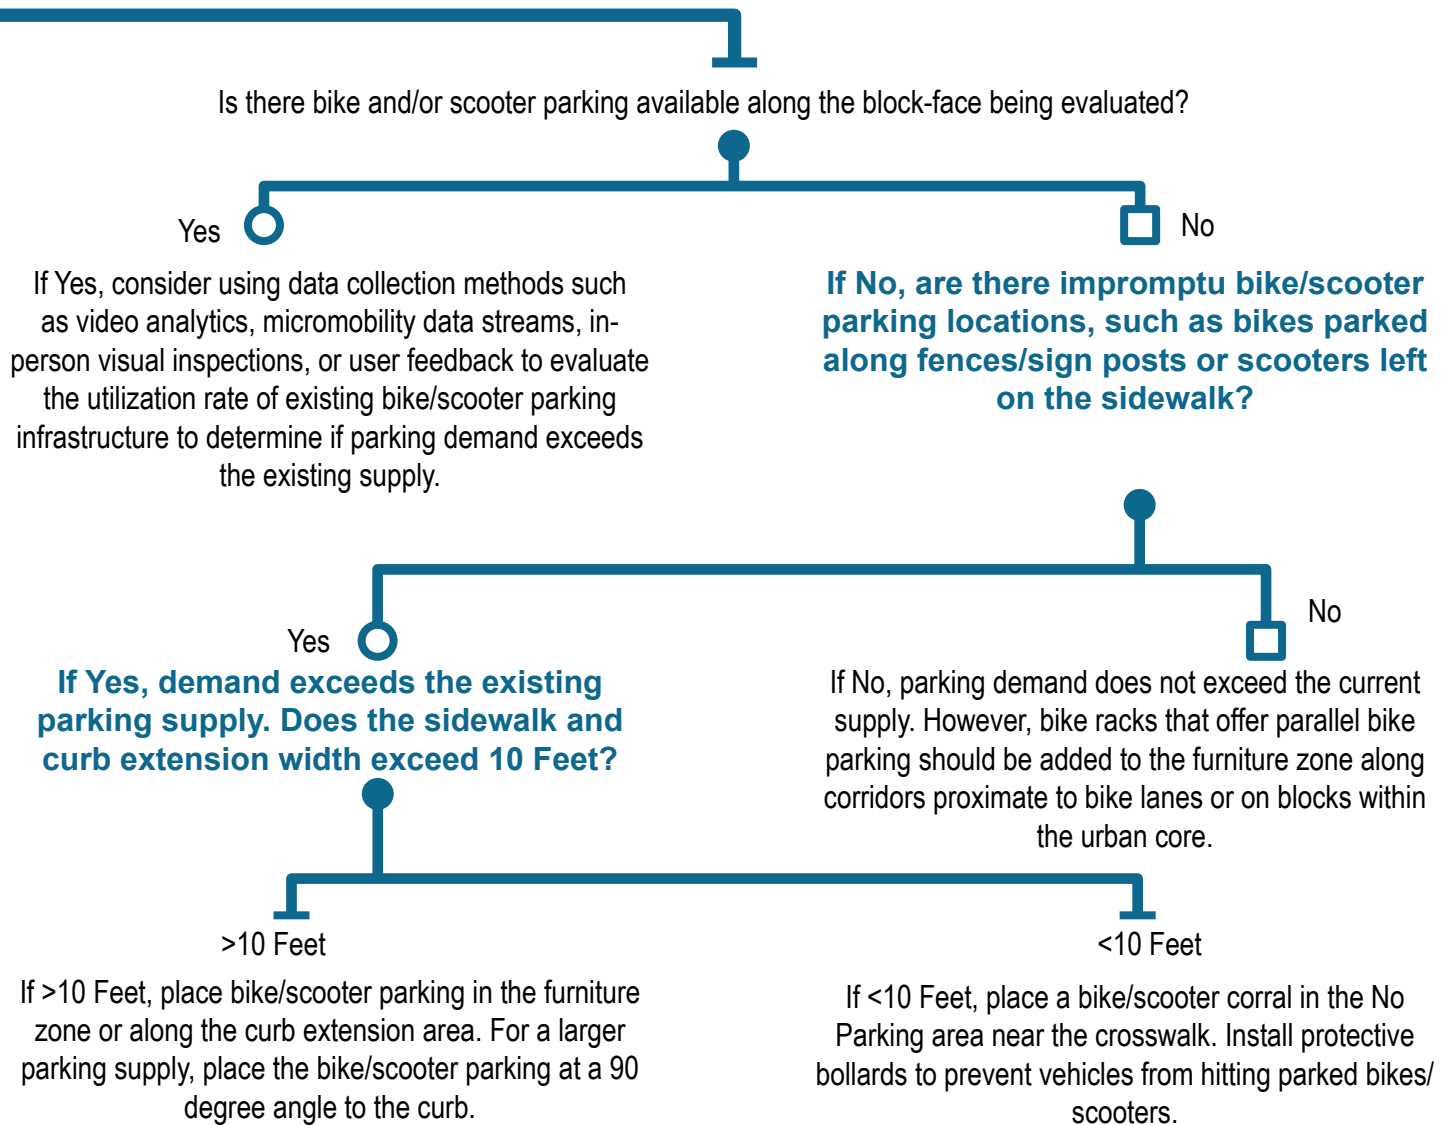 Is there bike and/or scooter parking available along the block-face being evaluated?
Yes
No
If Yes, consider using data collection methods such
as video analytics, micromobility data streams, in-
person visual inspections, or user feedback to evaluate
the utilization rate of existing bike/scooter parking
infrastructure to determine if parking demand exceeds
the existing supply.
If No, are there impromptu bike/scooter
parking locations, such as bikes parked
along fences/sign posts or scooters left
on the sidewalk?
Yes
No
If Yes, demand exceeds the existing
parking supply. Does the sidewalk and
curb extension width exceed 10 Feet?
If No, parking demand does not exceed the current
supply. However, bike racks that offer parallel bike
parking should be added to the furniture zone along
corridors proximate to bike lanes or on blocks within
the urban core.
>10 Feet
<10 Feet
If >10 Feet, place bike/scooter parking in the furniture
zone or along the curb extension area. For a larger
parking supply, place the bike/scooter parking at a 90
degree angle to the curb.
If <10 Feet, place a bike/scooter corral in the No
Parking area near the crosswalk. Install protective
bollards to prevent vehicles from hitting parked bikes/
scooters.